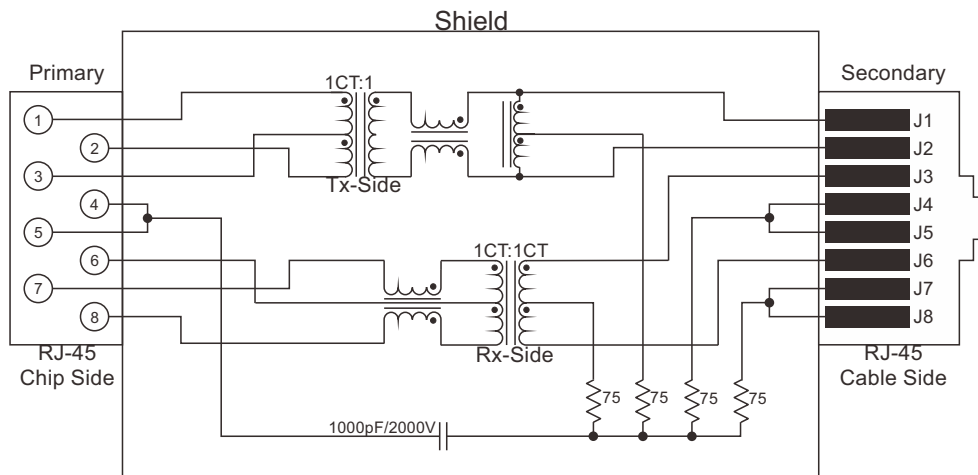 Shield
Primary
Secondary
1CT:1
1
2
3
4
5
6
7
8
J1
J2
J3
J4
J5
J6
J7
J8
Tx-Side
1CT:1CT
Rx-Side
RJ-45
Chip Side
RJ-45
Cable Side
75
75
75
75
1000pF/2000V